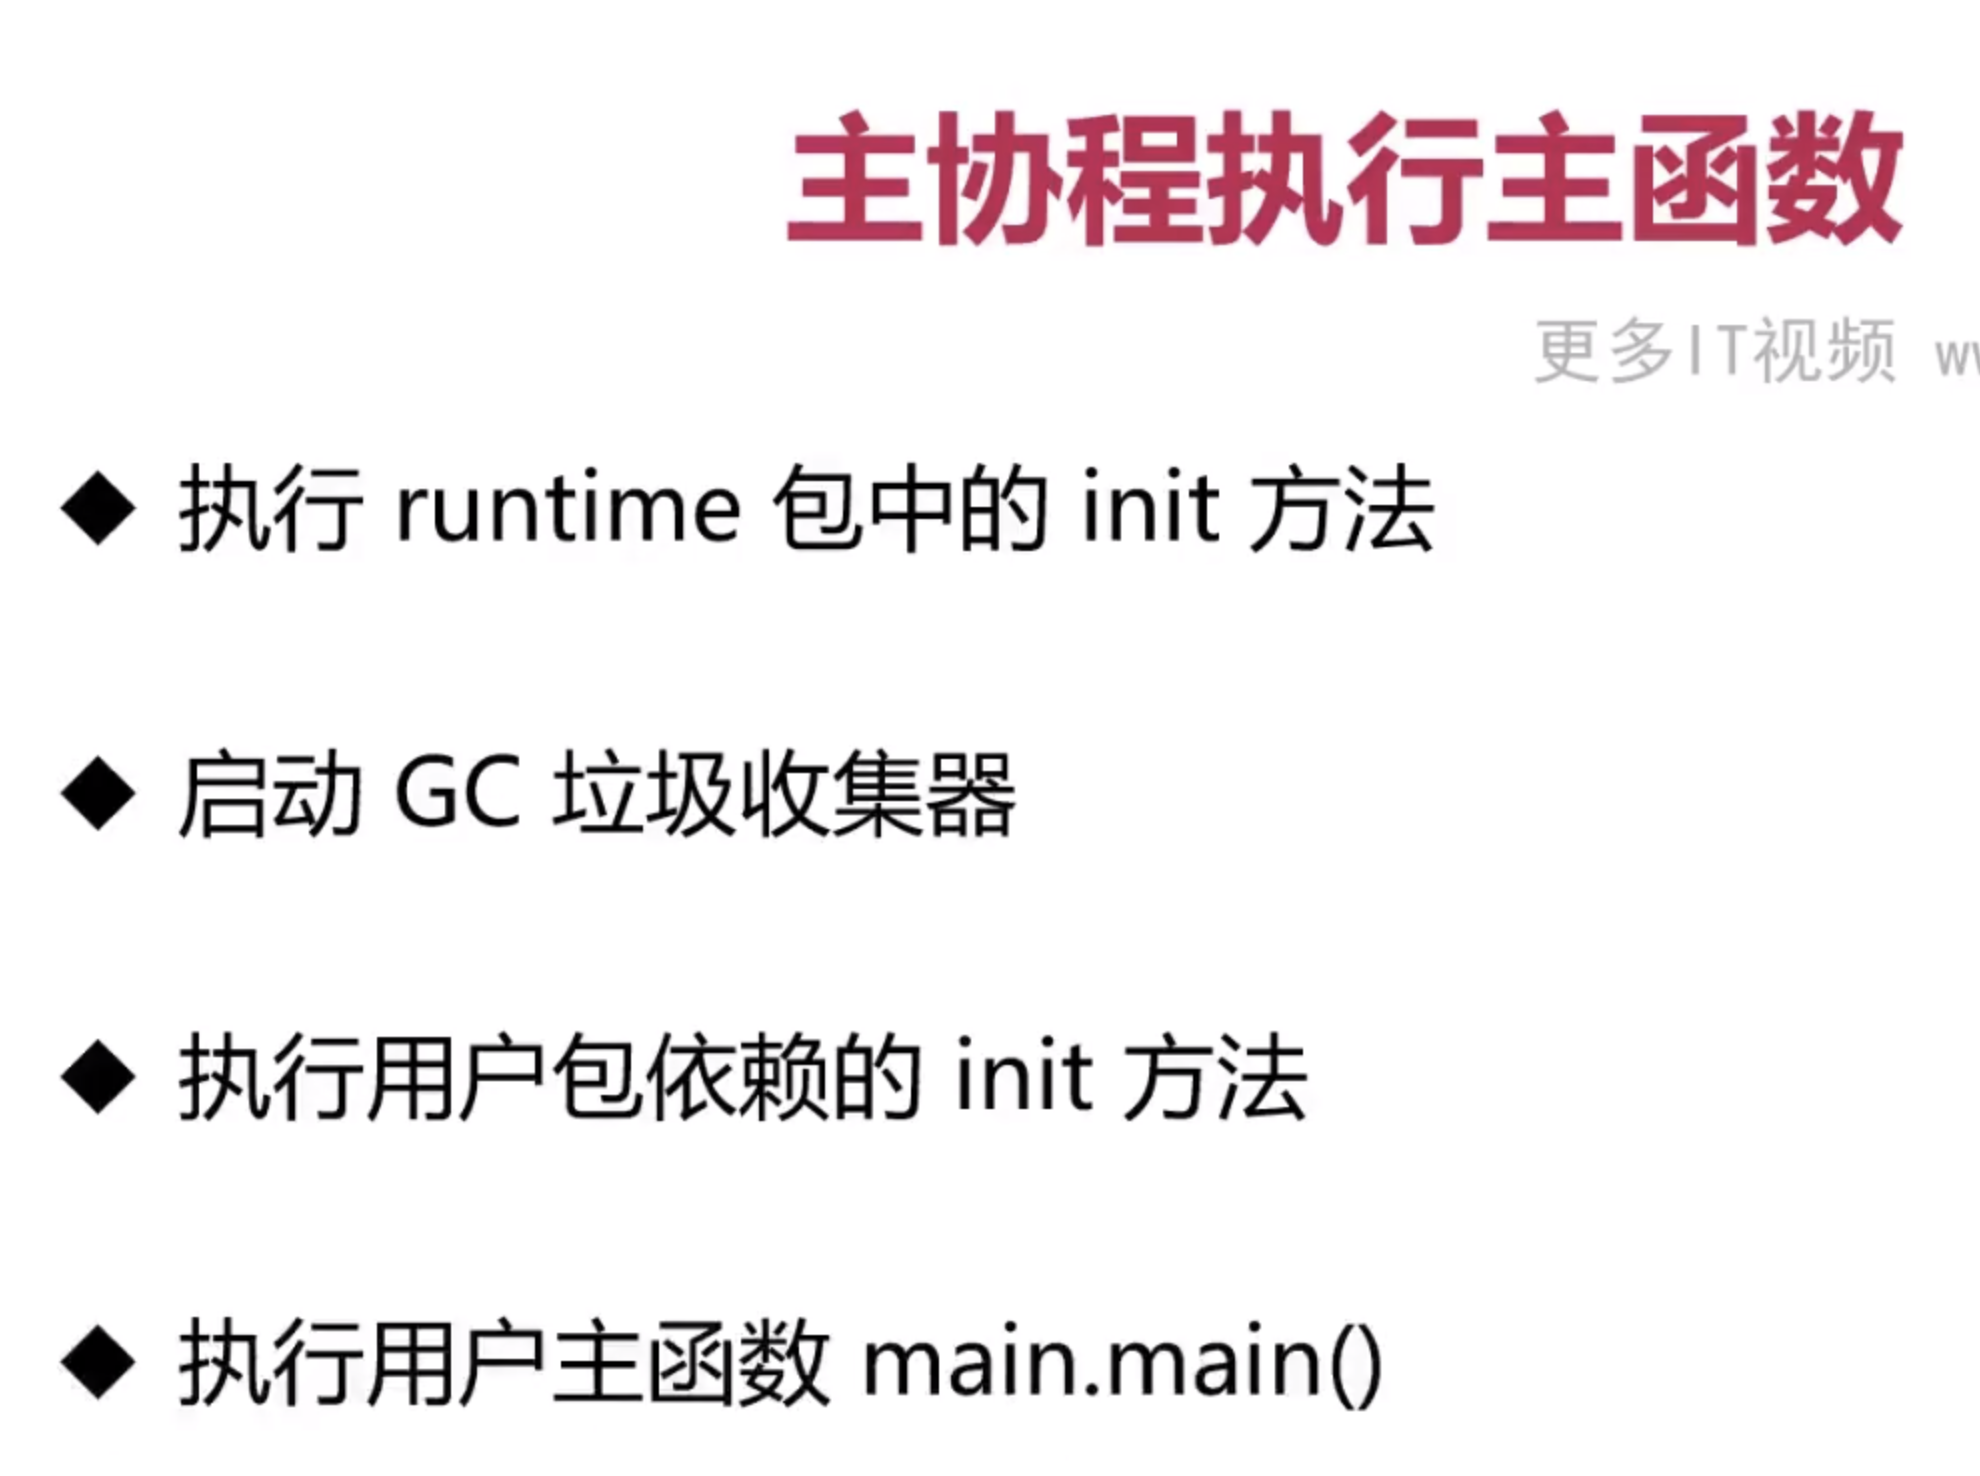 主协程执行主函数
更多IT视频
◆ 执行 runtime 包中的 init 方法
◆ 启动 GC 垃圾收集器
◆ 执行用户包依赖的 init 方法
◆ 执行用户主函数 main.main()